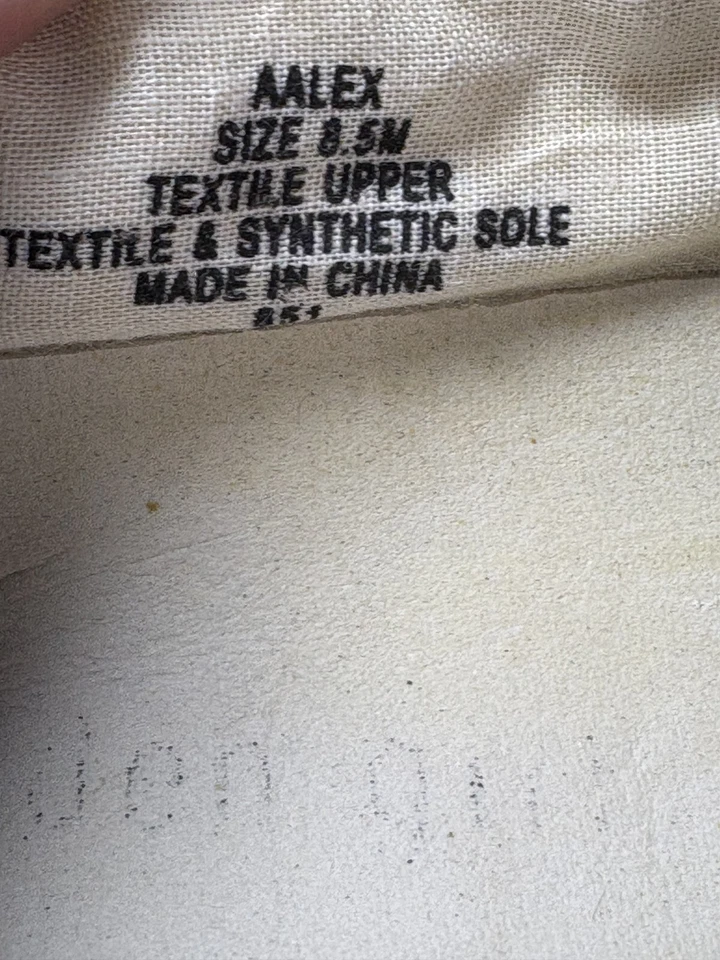 AALEX
SIZE 8.5M
TEXTILE UPPER
TEXTILE & SYNTHETIC SOLE
MADE IN CHINA